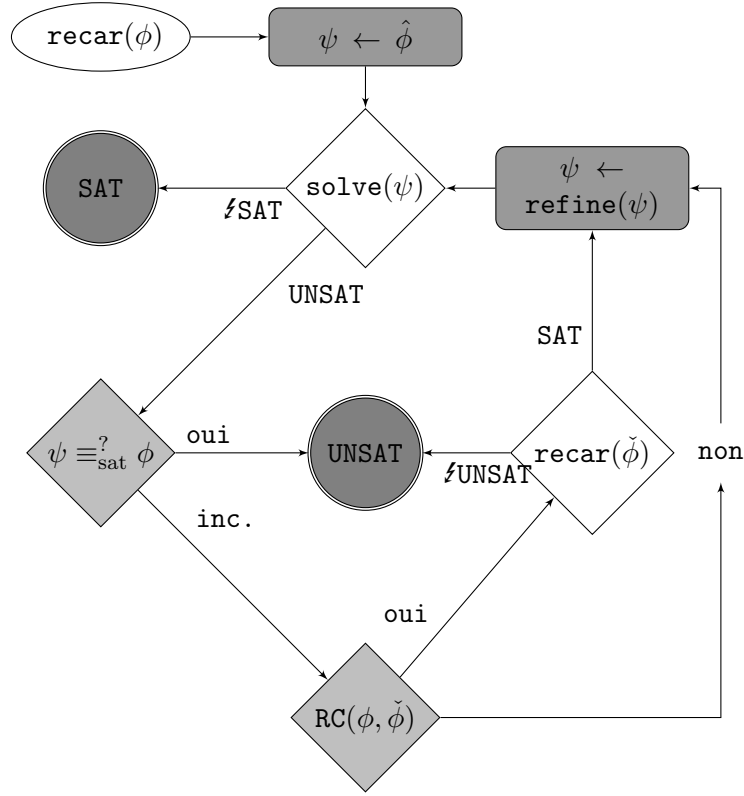 recar(ϕ)
ψ ← ϕ̂
SAT
solve(ψ)
ψ ←
refine(ψ)
↯SAT
UNSAT
SAT
ψ ≡?sat ϕ
oui
UNSAT
↯UNSAT
recar(ϕ̌)
non
inc.
oui
RC(ϕ, ϕ̌)